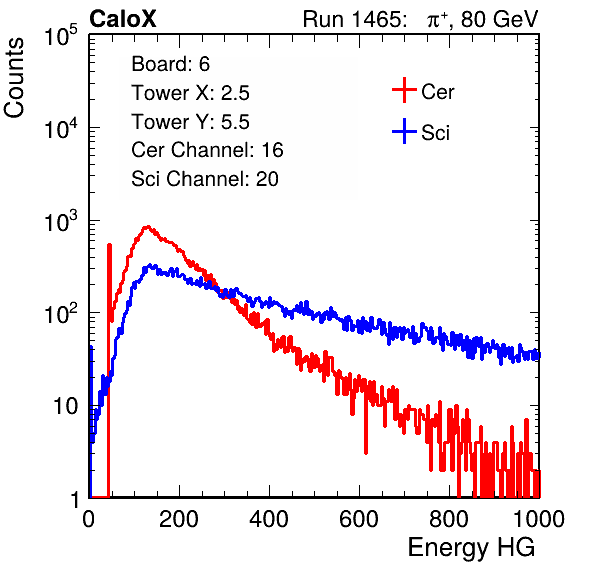 CaloX Run 1465: π⁺, 80 GeV
Counts
10⁵
10⁴
10³
10²
10
1
Board: 6
Tower X: 2.5
Tower Y: 5.5
Cer Channel: 16
Sci Channel: 20
Cer
Sci
0 200 400 600 800 1000
Energy HG